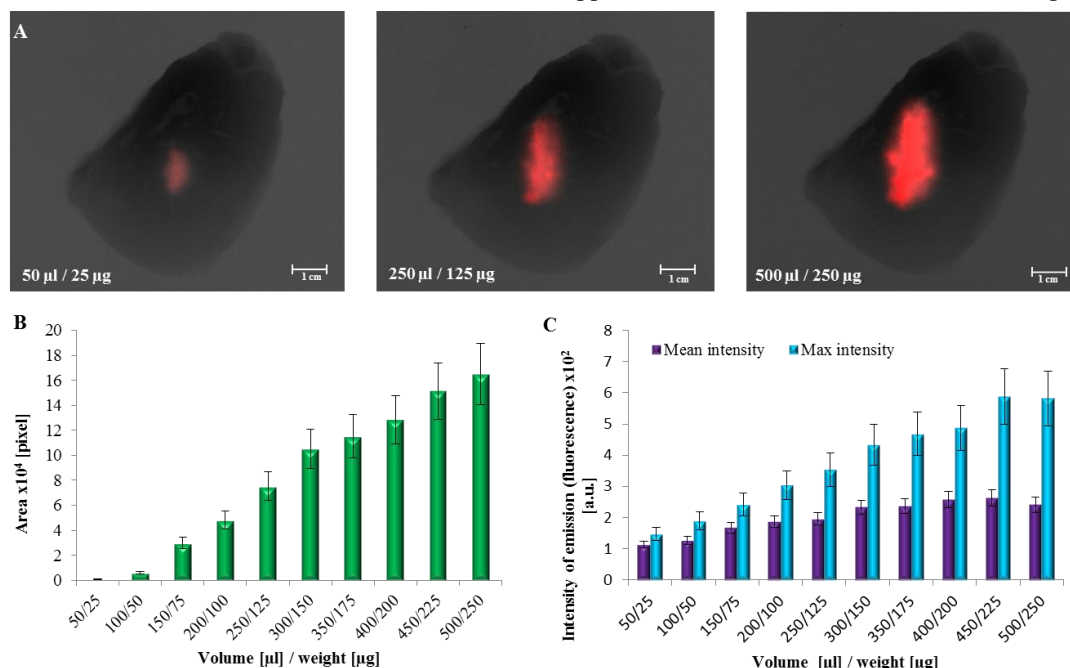 A
50 µl / 25 µg
1 cm
250 µl / 125 µg
1 cm
500 µl / 250 µg
1 cm
B
Area x10⁴ [pixel]
20
18
16
14
12
10
8
6
4
2
0
50/25
100/50
150/75
200/100
250/125
300/150
350/175
400/200
450/225
500/250
Volume [µl] / weight [µg]
C
Intensity of emission (fluorescence) x10²
[a.u.]
Mean intensity
Max intensity
8
7
6
5
4
3
2
1
0
50/25
100/50
150/75
200/100
250/125
300/150
350/175
400/200
450/225
500/250
Volume [µl] / weight [µg]